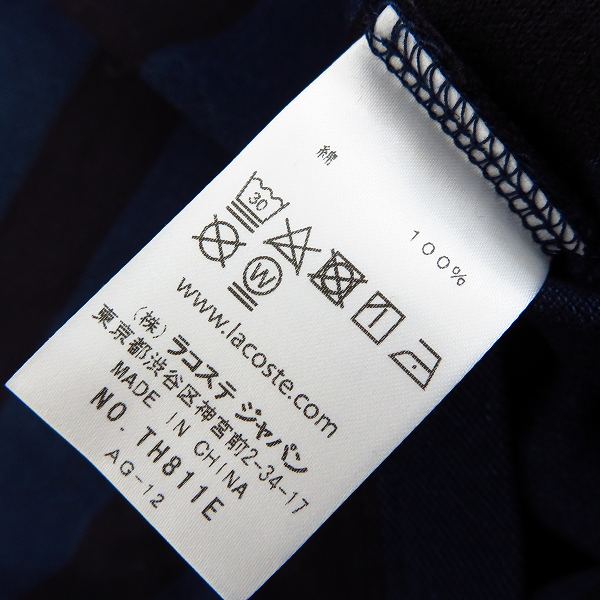 綿 100%
30
W
www.lacoste.com
(株) ラコステ ジャパン
東京都渋谷区神宮前2-34-17
MADE IN CHINA
NO. TH811E
AG-12